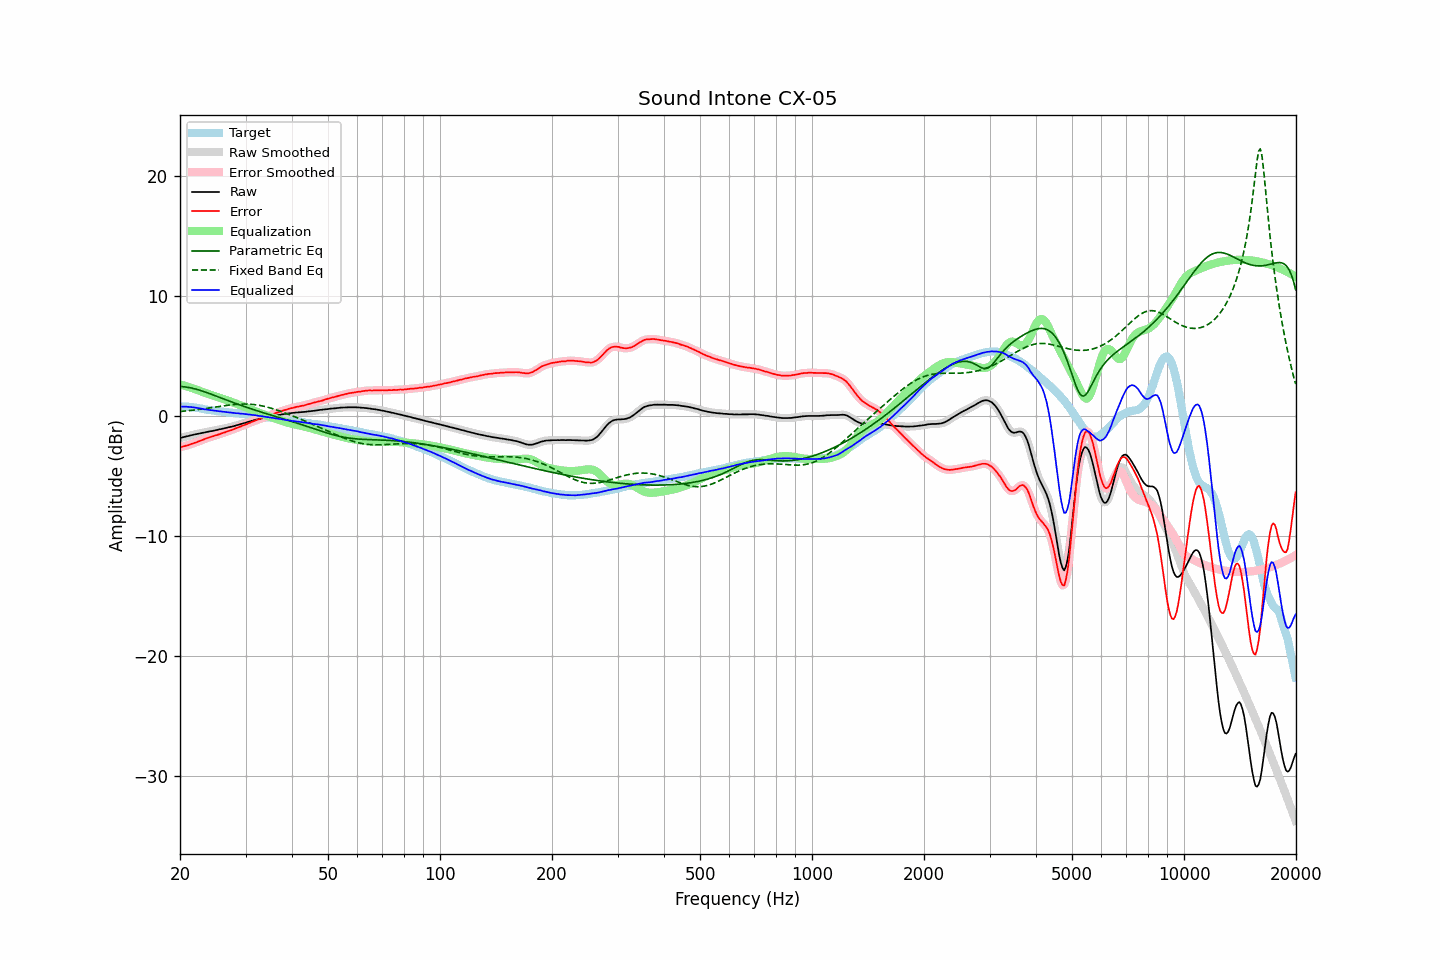 Sound Intone CX-05
Target
Raw Smoothed
Error Smoothed
Raw
Error
Equalization
Parametric Eq
Fixed Band Eq
Equalized
Amplitude (dBr)
20
10
0
−10
−20
−30
20 50 100 200 500 1000 2000 5000 10000 20000
Frequency (Hz)